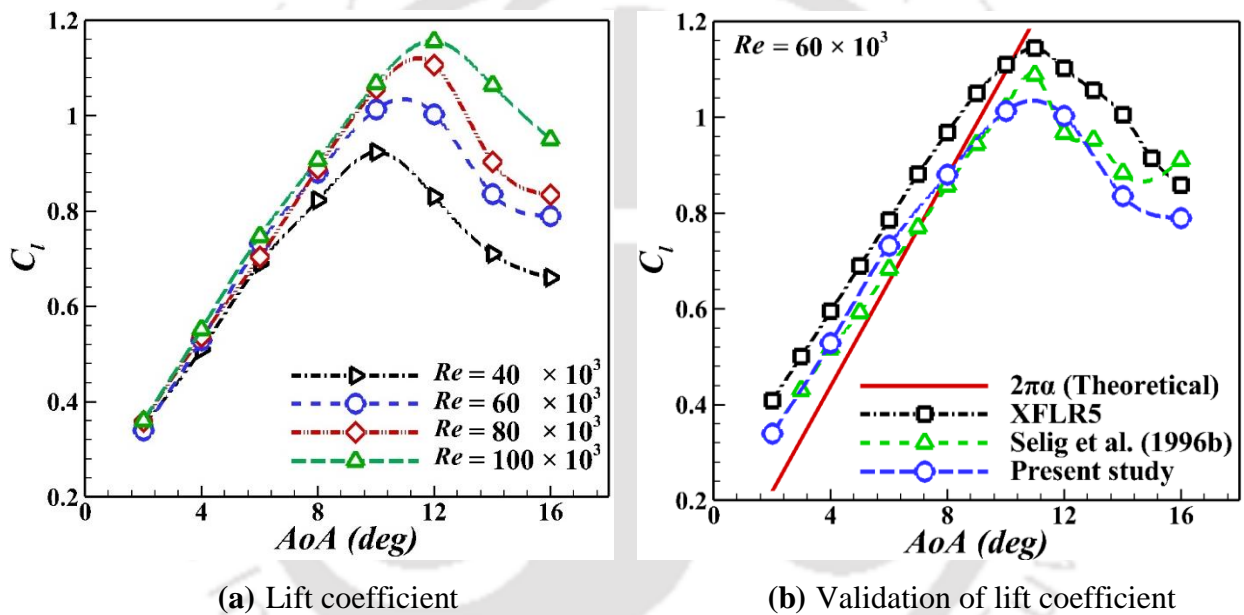 1.2
1
0.8
0.6
0.4
0.2
C_l
0 4 8 12 16
AoA (deg)
Re = 40 × 10³
Re = 60 × 10³
Re = 80 × 10³
Re = 100 × 10³
(a) Lift coefficient
Re = 60 × 10³
1.2
1
0.8
0.6
0.4
0.2
C_l
0 4 8 12 16
AoA (deg)
2πα (Theoretical)
XFLR5
Selig et al. (1996b)
Present study
(b) Validation of lift coefficient